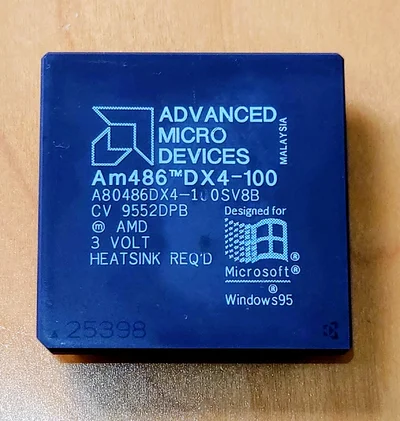 ADVANCED
MICRO
DEVICES
MALAYSIA
Am486™DX4-100
A80486DX4-100SV8B
CV 9552DPB
ⓜ AMD
3 VOLT
HEATSINK REQ'D
Designed for
Microsoft®
Windows95®
25398